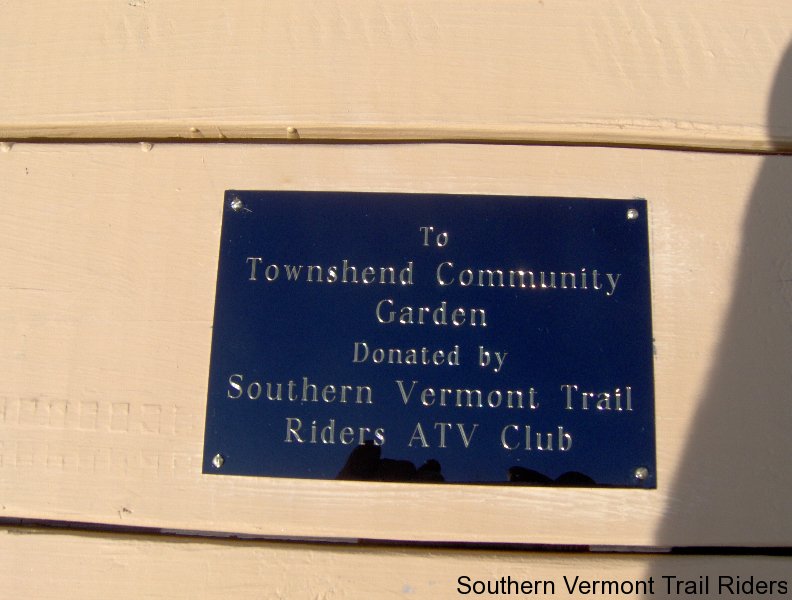 To
Townshend Community
Garden
Donated by
Southern Vermont Trail
Riders ATV Club
Southern Vermont Trail Riders